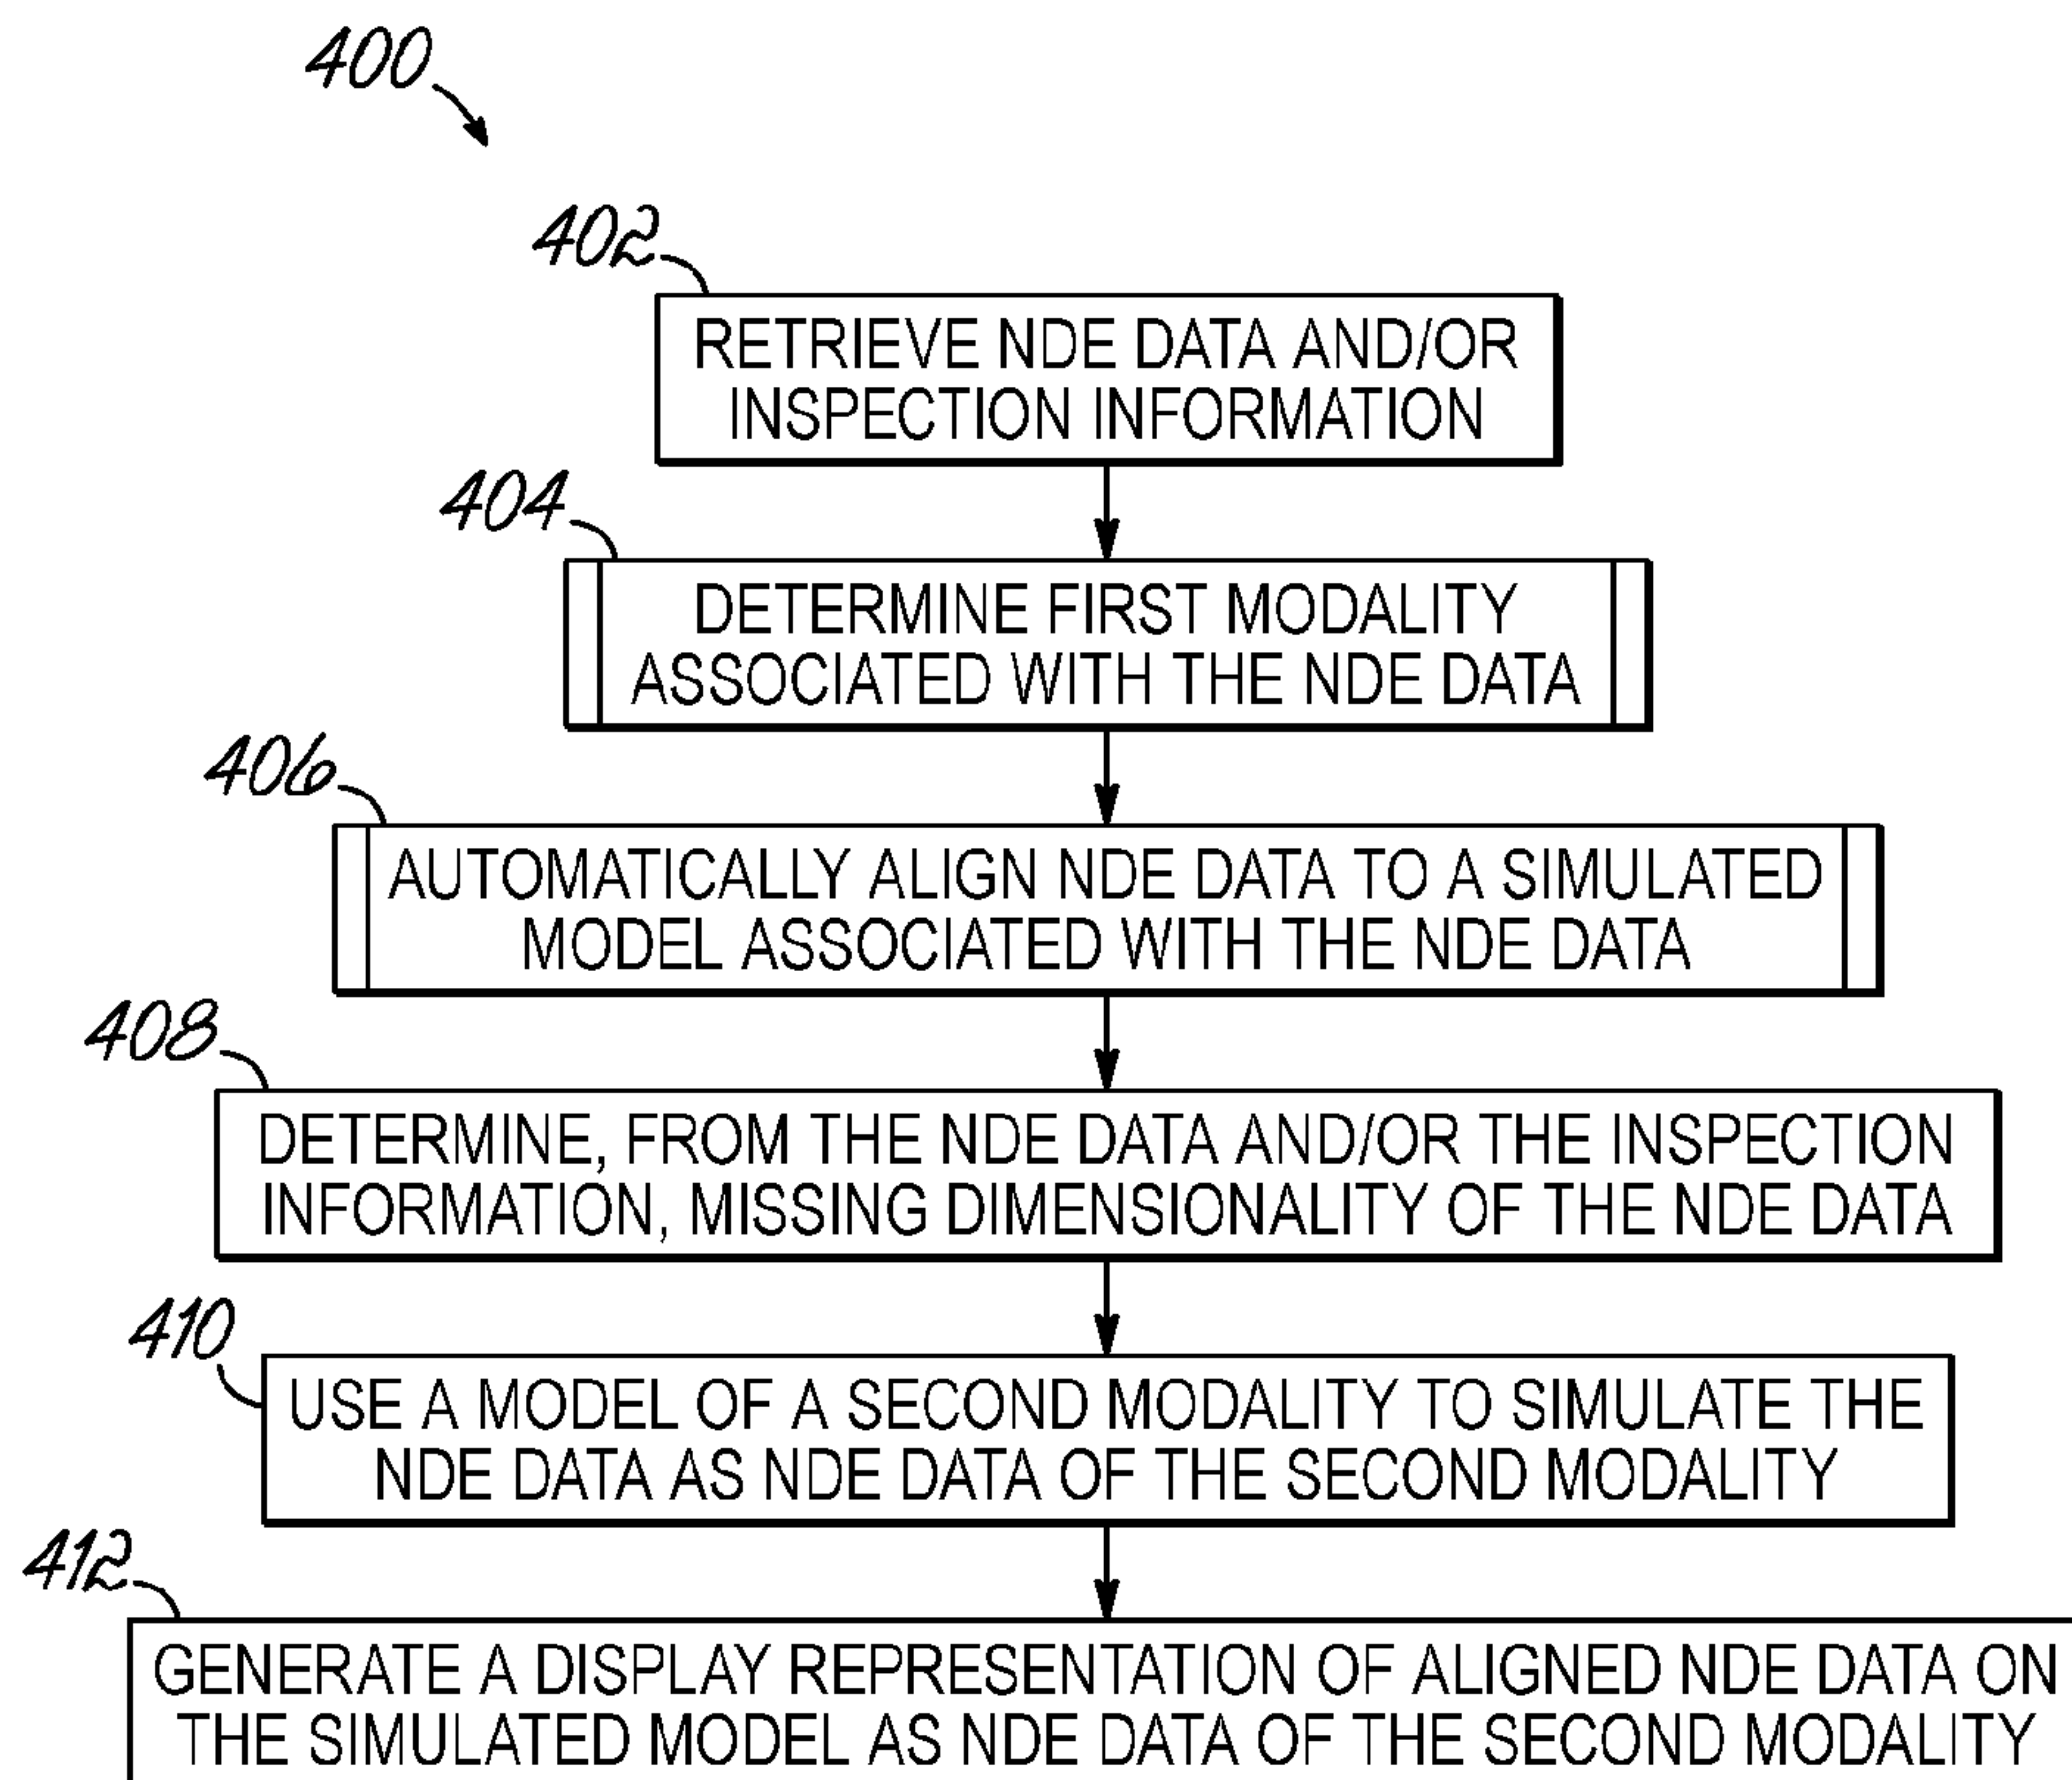 400
402
RETRIEVE NDE DATA AND/OR
INSPECTION INFORMATION
404
DETERMINE FIRST MODALITY
ASSOCIATED WITH THE NDE DATA
406
AUTOMATICALLY ALIGN NDE DATA TO A SIMULATED
MODEL ASSOCIATED WITH THE NDE DATA
408
DETERMINE, FROM THE NDE DATA AND/OR THE INSPECTION
INFORMATION, MISSING DIMENSIONALITY OF THE NDE DATA
410
USE A MODEL OF A SECOND MODALITY TO SIMULATE THE
NDE DATA AS NDE DATA OF THE SECOND MODALITY
412
GENERATE A DISPLAY REPRESENTATION OF ALIGNED NDE DATA ON
THE SIMULATED MODEL AS NDE DATA OF THE SECOND MODALITY